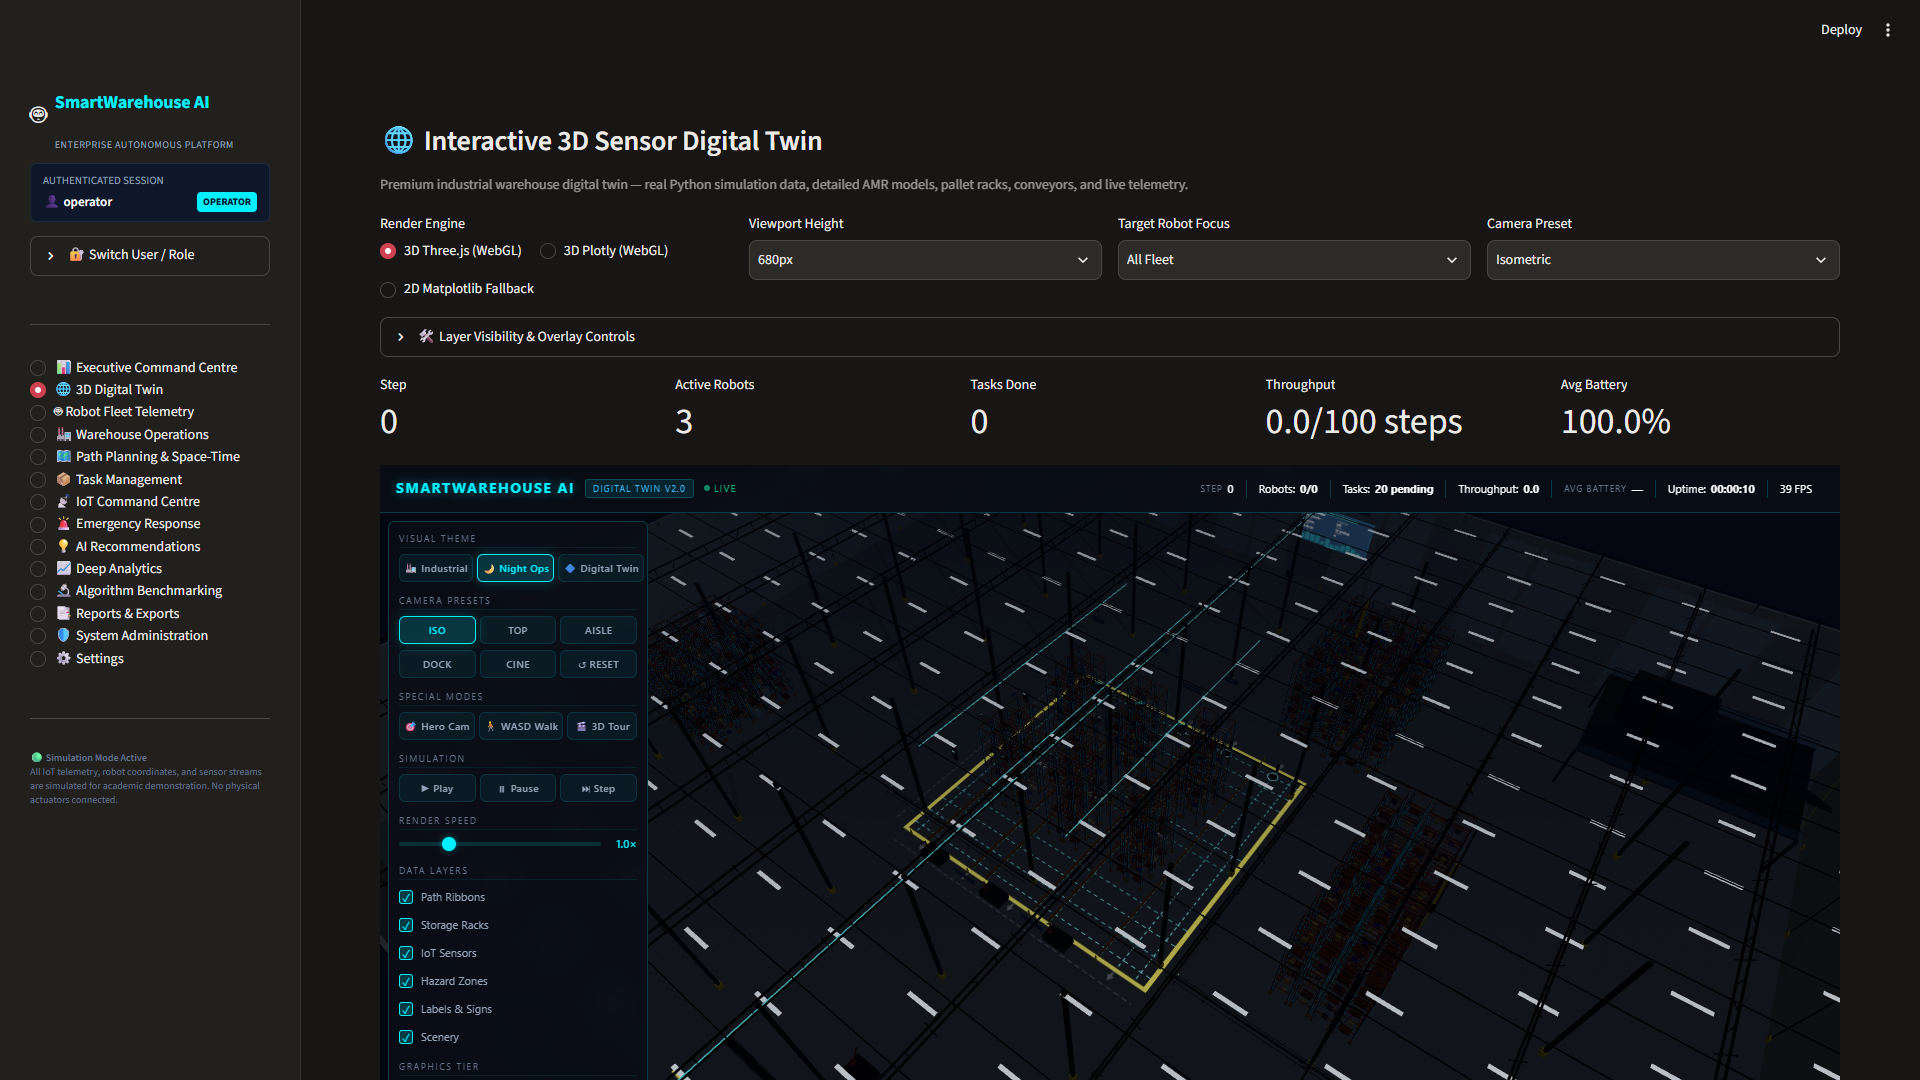 Deploy
SmartWarehouse AI
ENTERPRISE AUTONOMOUS PLATFORM
AUTHENTICATED SESSION
operator
OPERATOR
Switch User / Role
Executive Command Centre
3D Digital Twin
Robot Fleet Telemetry
Warehouse Operations
Path Planning & Space-Time
Task Management
IoT Command Centre
Emergency Response
AI Recommendations
Deep Analytics
Algorithm Benchmarking
Reports & Exports
System Administration
Settings
Simulation Mode Active
All IoT telemetry, robot coordinates, and sensor streams
are simulated for academic demonstration. No physical
actuators connected.
Interactive 3D Sensor Digital Twin
Premium industrial warehouse digital twin — real Python simulation data, detailed AMR models, pallet racks, conveyors, and live telemetry.
Render Engine
3D Three.js (WebGL)
3D Plotly (WebGL)
2D Matplotlib Fallback
Viewport Height
680px
Target Robot Focus
All Fleet
Camera Preset
Isometric
Layer Visibility & Overlay Controls
Step
0
Active Robots
3
Tasks Done
0
Throughput
0.0/100 steps
Avg Battery
100.0%
SMARTWAREHOUSE AI
DIGITAL TWIN V2.0
LIVE
STEP 0
Robots: 0/0
Tasks: 20 pending
Throughput: 0.0
AVG BATTERY —
Uptime: 00:00:10
39 FPS
VISUAL THEME
Industrial
Night Ops
Digital Twin
CAMERA PRESETS
ISO
TOP
AISLE
DOCK
CINE
↺ RESET
SPECIAL MODES
Hero Cam
WASD Walk
3D Tour
SIMULATION
▶ Play
⏸ Pause
⏭ Step
RENDER SPEED
1.0×
DATA LAYERS
Path Ribbons
Storage Racks
IoT Sensors
Hazard Zones
Labels & Signs
Scenery
GRAPHICS TIER